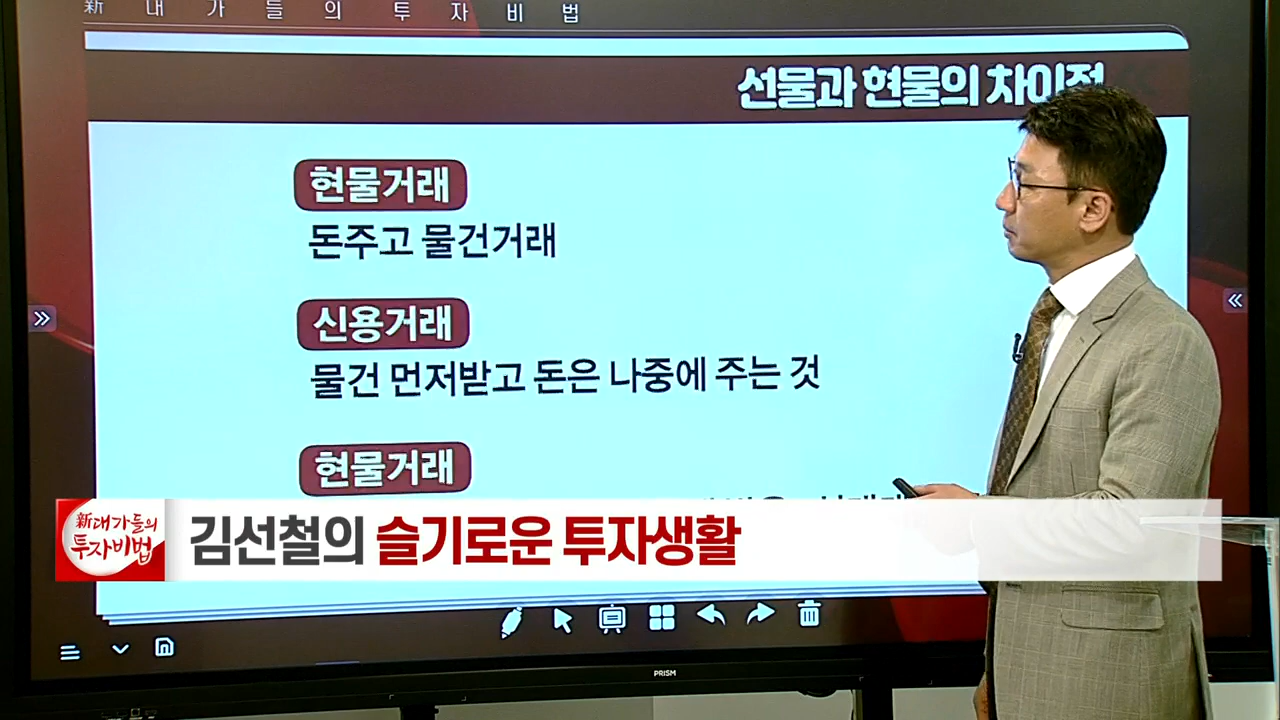 新 대가들의 투자비법
선물과 현물의 차이점
현물거래
돈주고 물건거래
신용거래
물건 먼저받고 돈은 나중에 주는 것
현물거래
新대가들의
투자비법
김선철의 슬기로운 투자생활
PRISM